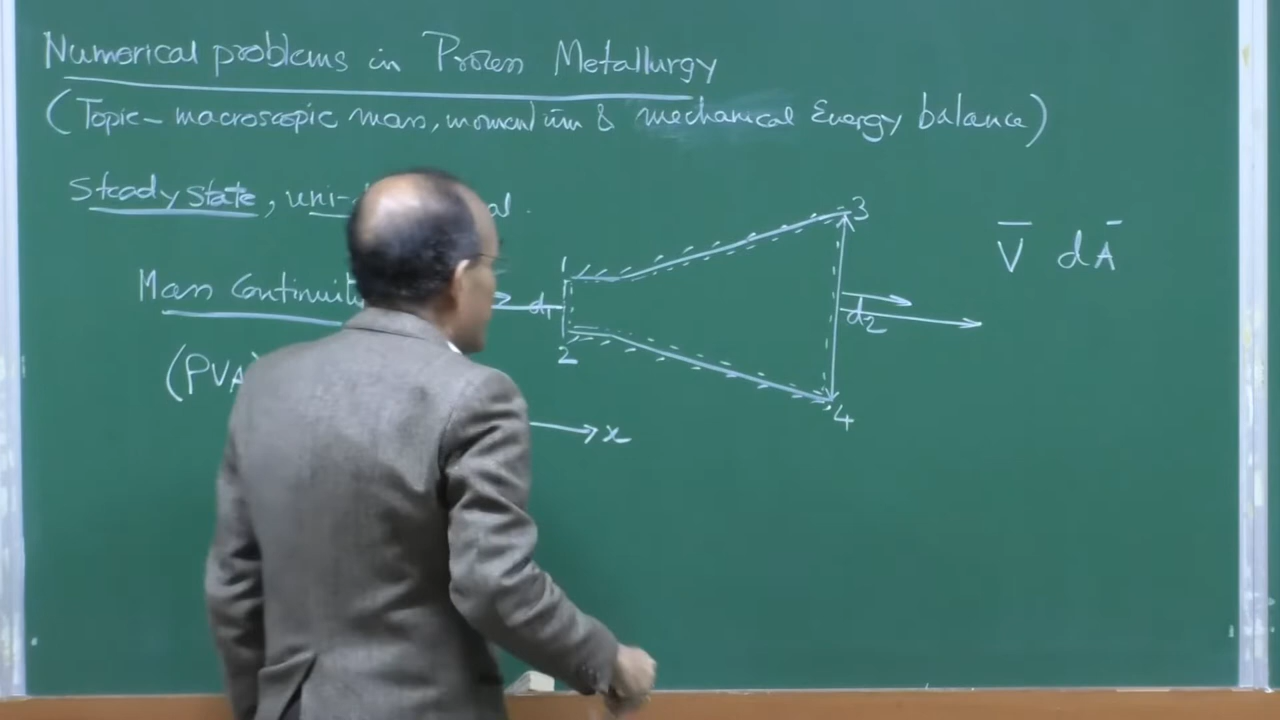 Numerical problems in Process Metallurgy
(Topic - macroscopic mass, momentum & mechanical Energy balance)
Steady state, uni-
Mass Continuity
(PVA)
1
2
3
4
d1
d2
x
V dA